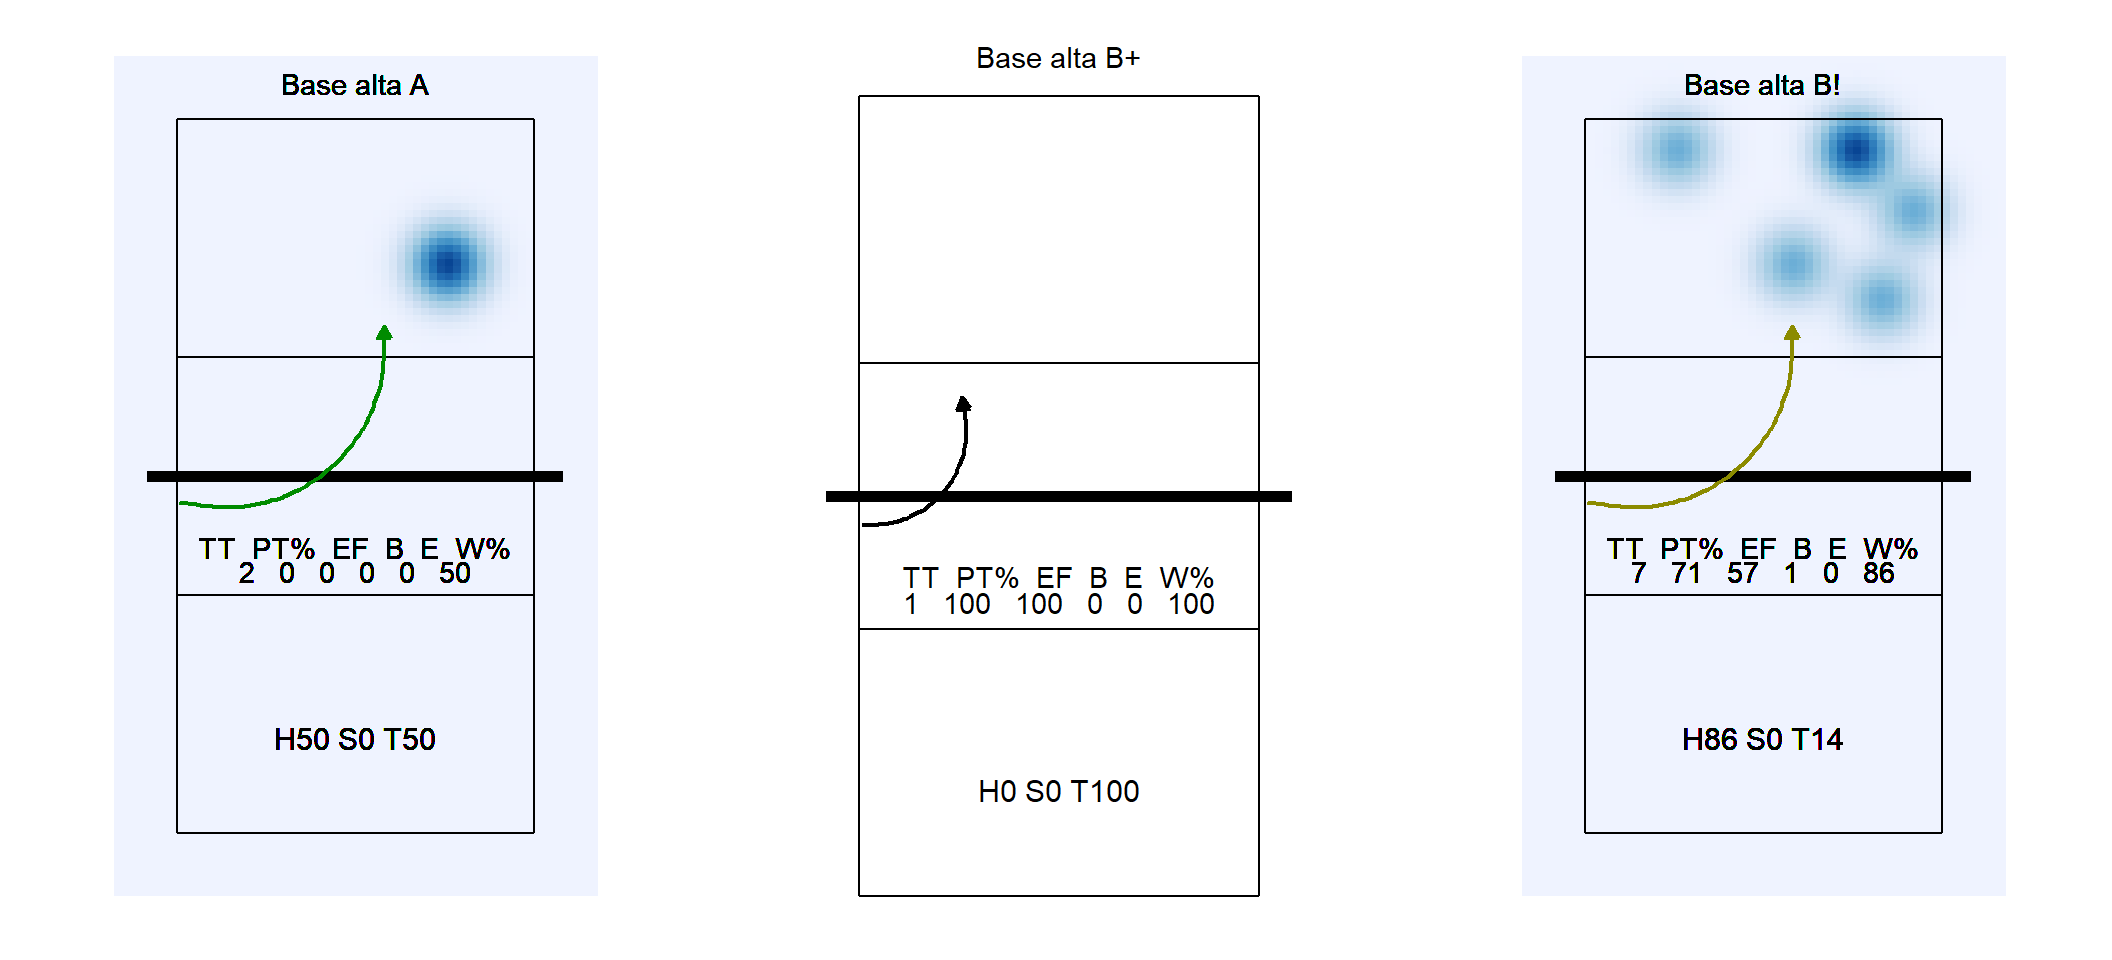 Base alta A
TT PT% EF B E W%
2 0 0 0 0 50
H50 S0 T50
Base alta B+
TT PT% EF B E W%
1 100 100 0 0 100
H0 S0 T100
Base alta B!
TT PT% EF B E W%
7 71 57 1 0 86
H86 S0 T14